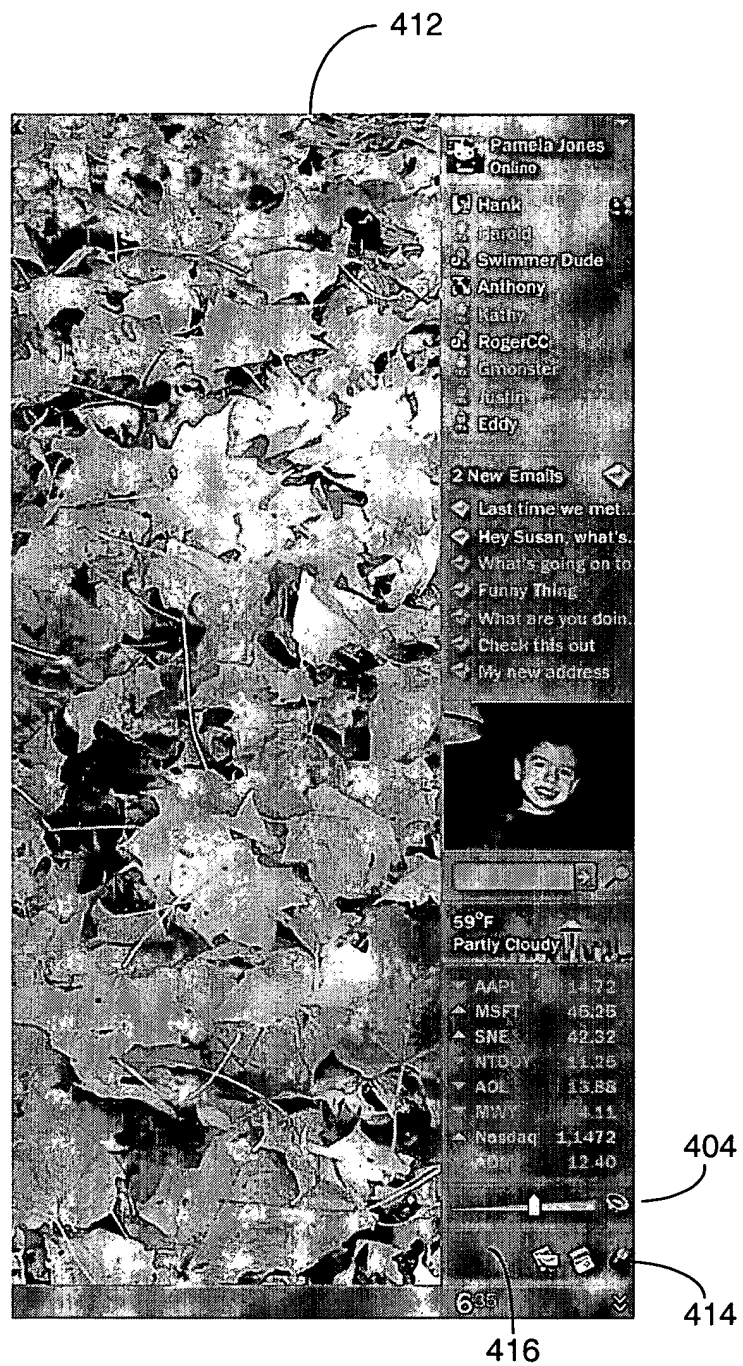 412
Pamela Jones
Online
Hank
Harold
Swimmer Dude
Anthony
Kathy
RogerCC
Gmonster
Justin
Eddy
2 New Emails
Last time we met...
Hey Susan, what's...
What's going on to
Funny Thing
What are you doin...
Check this out
My new address
59°F
Partly Cloudy
AAPL 14.72
MSFT 45.25
SNE 42.32
NTDOY 11.25
AOL 13.88
MWY 4.11
Nasdaq 1,1472
12.40
404
6:35
414
416